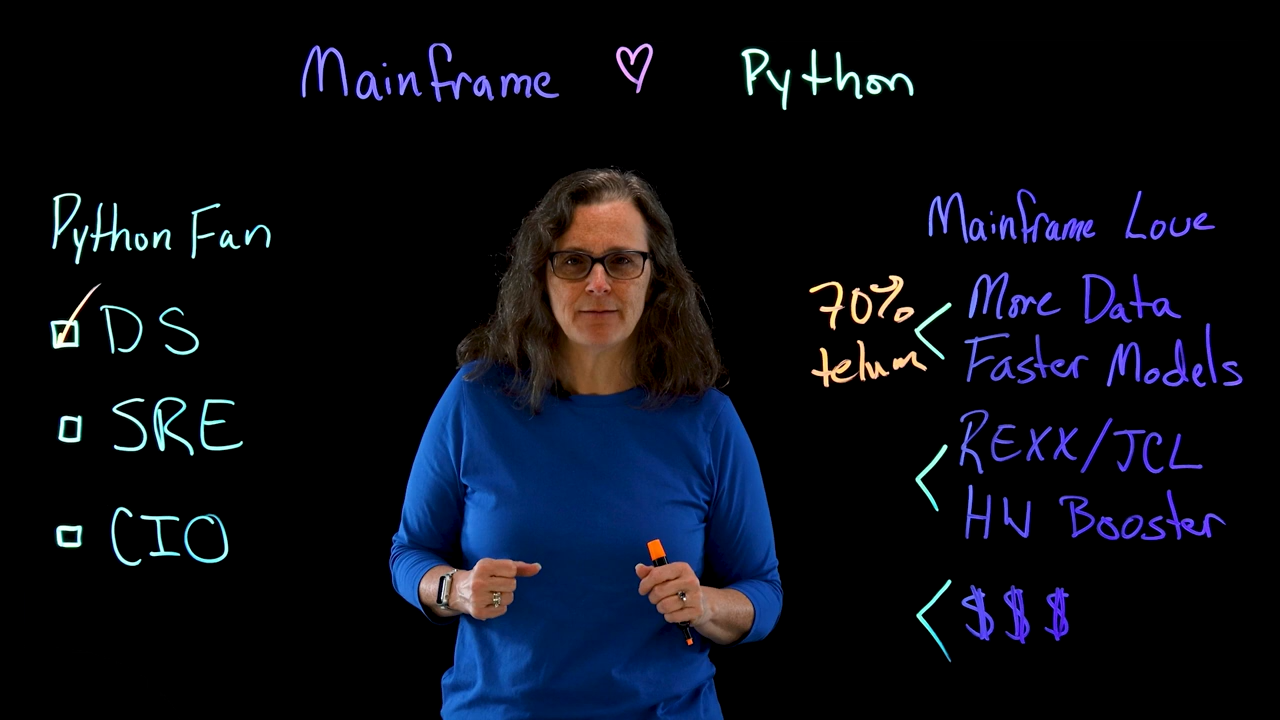 Mainframe ♡ Python
Python Fan
DS
SRE
CIO
Mainframe Love
70%
telum
More Data
Faster Models
REXX/JCL
HW Booster
$$$